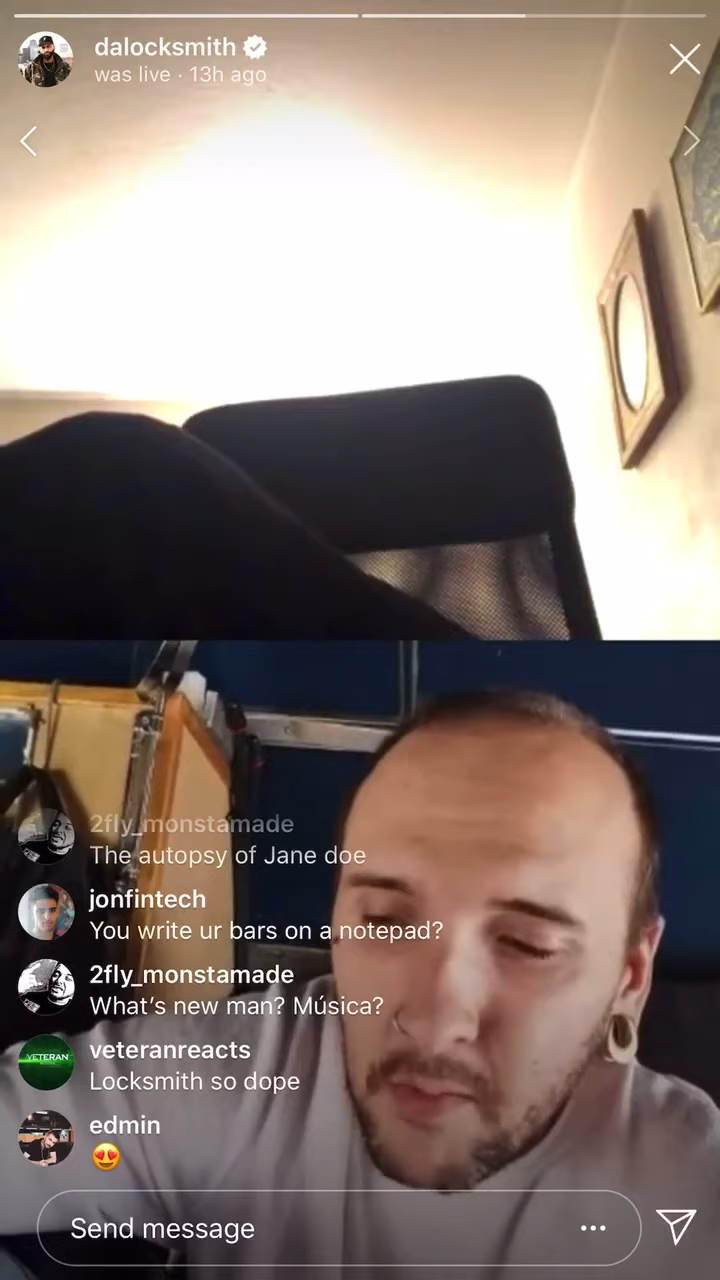 dalocksmith
was live · 13h ago
2fly_monstamade
The autopsy of Jane doe
jonfintech
You write ur bars on a notepad?
2fly_monstamade
What’s new man? Música?
veteranreacts
VETERAN
Locksmith so dope
edmin
😍
Send message